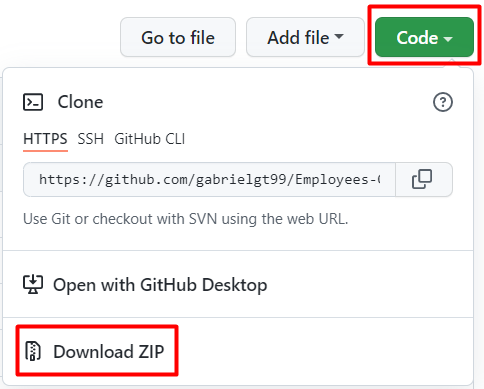 Go to file Add file Code
Clone
HTTPS SSH GitHub CLI
https://github.com/gabrielgt99/Employees-
Use Git or checkout with SVN using the web URL.
Open with GitHub Desktop
Download ZIP